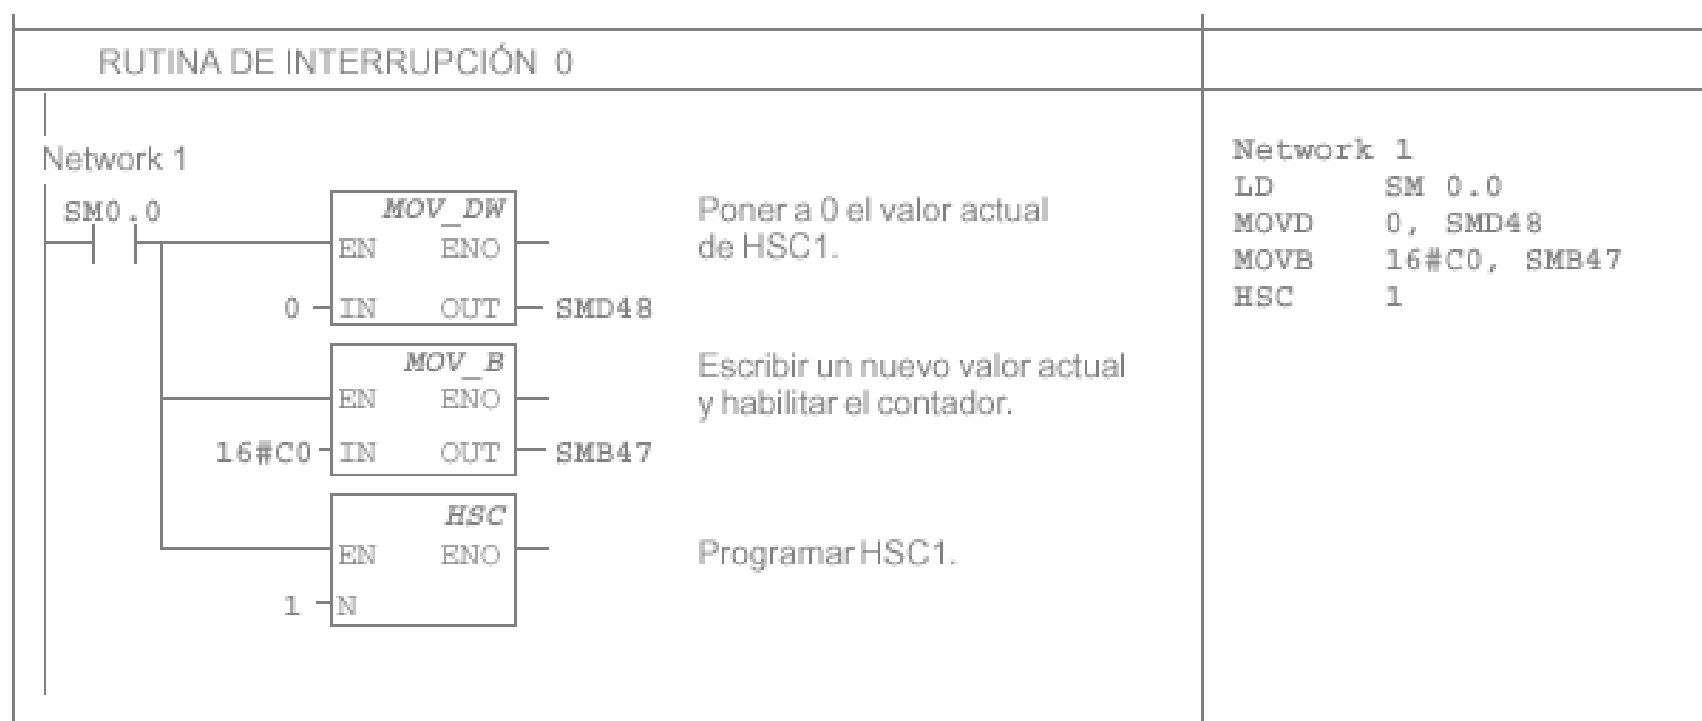 RUTINA DE INTERRUPCIÓN 0
Network 1
SM0.0
MOV_DW
EN ENO
0 IN OUT SMD48
Poner a 0 el valor actual
de HSC1.
MOV_B
EN ENO
16#C0 IN OUT SMB47
Escribir un nuevo valor actual
y habilitar el contador.
HSC
EN ENO
1 N
Programar HSC1.
Network 1
LD SM 0.0
MOVD 0, SMD48
MOVB 16#C0, SMB47
HSC 1